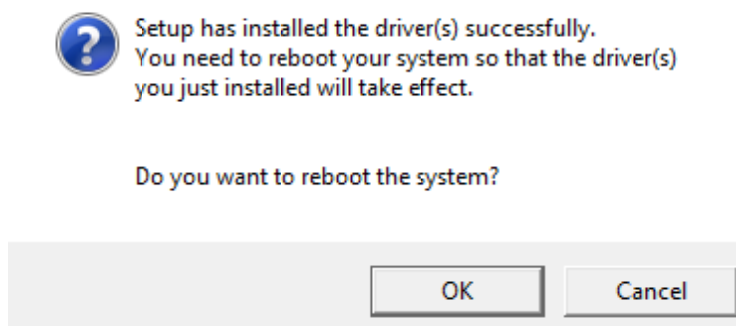 Setup has installed the driver(s) successfully.
You need to reboot your system so that the driver(s)
you just installed will take effect.
Do you want to reboot the system?
OK
Cancel